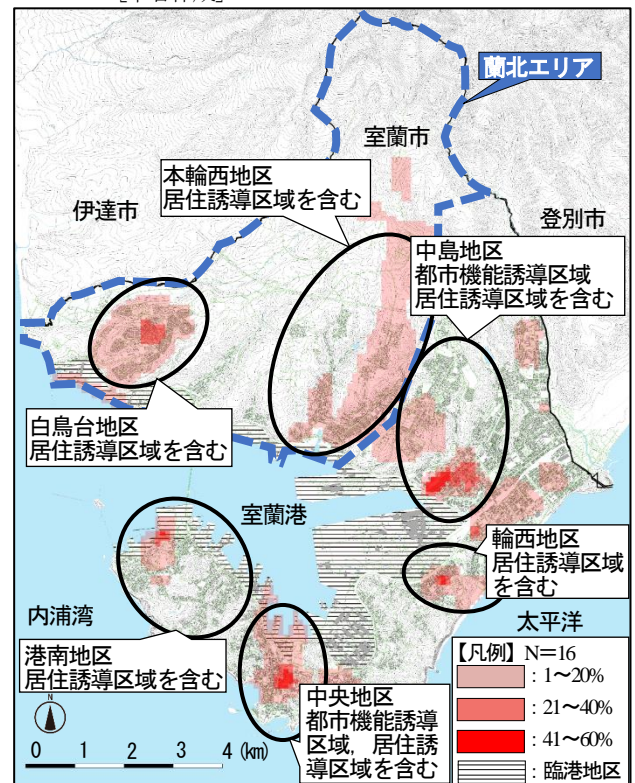 蘭北エリア
室蘭市
本輪西地区
居住誘導区域を含む
伊達市
登別市
中島地区
都市機能誘導区域
居住誘導区域を含む
白鳥台地区
居住誘導区域を含む
室蘭港
輪西地区
居住誘導区域
を含む
内浦湾
太平洋
港南地区
居住誘導区域を含む
中央地区
都市機能誘導
区域，居住誘
導区域を含む
【凡例】N=16
：1～20%
：21～40%
：41～60%
：臨港地区
N
0 1 2 3 4 (km)